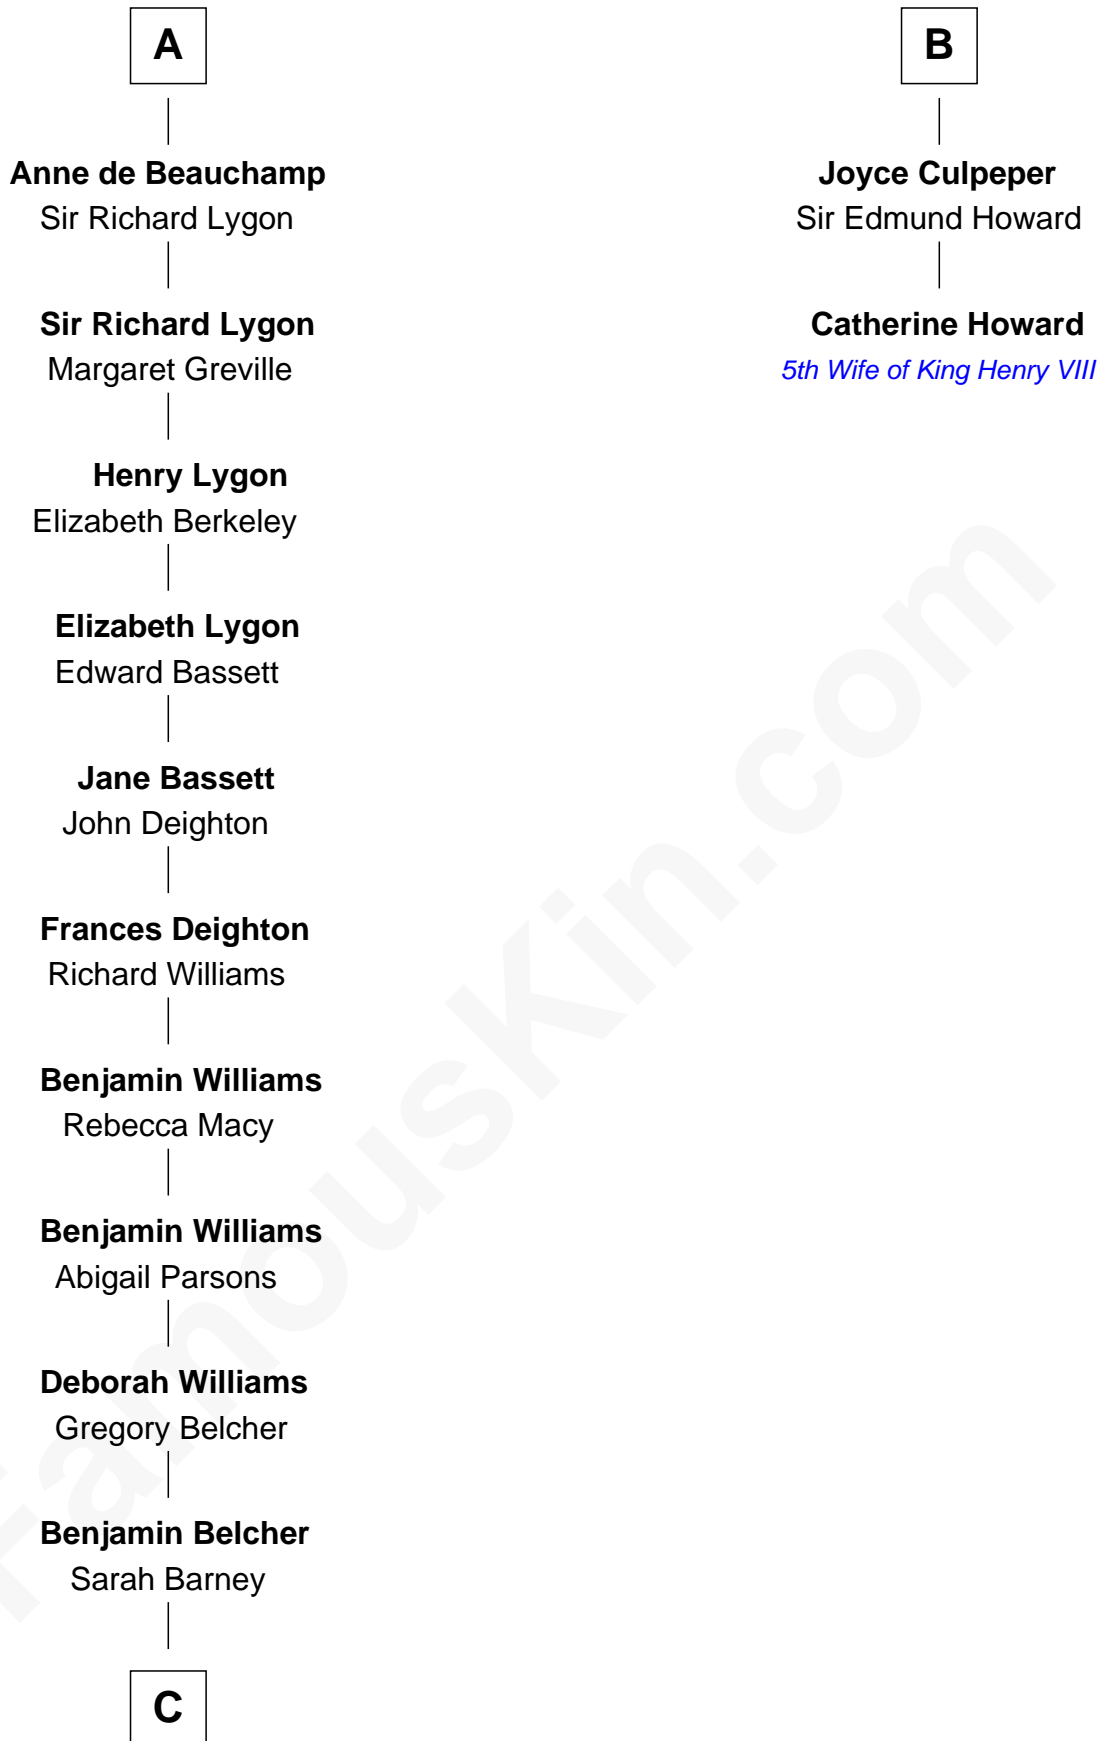 A
Anne de Beauchamp
Sir Richard Lygon
Sir Richard Lygon
Margaret Greville
Henry Lygon
Elizabeth Berkeley
Elizabeth Lygon
Edward Bassett
Jane Bassett
John Deighton
Frances Deighton
Richard Williams
Benjamin Williams
Rebecca Macy
Benjamin Williams
Abigail Parsons
Deborah Williams
Gregory Belcher
Benjamin Belcher
Sarah Barney
C
B
Joyce Culpeper
Sir Edmund Howard
Catherine Howard
5th Wife of King Henry VIII
FamousKin.com